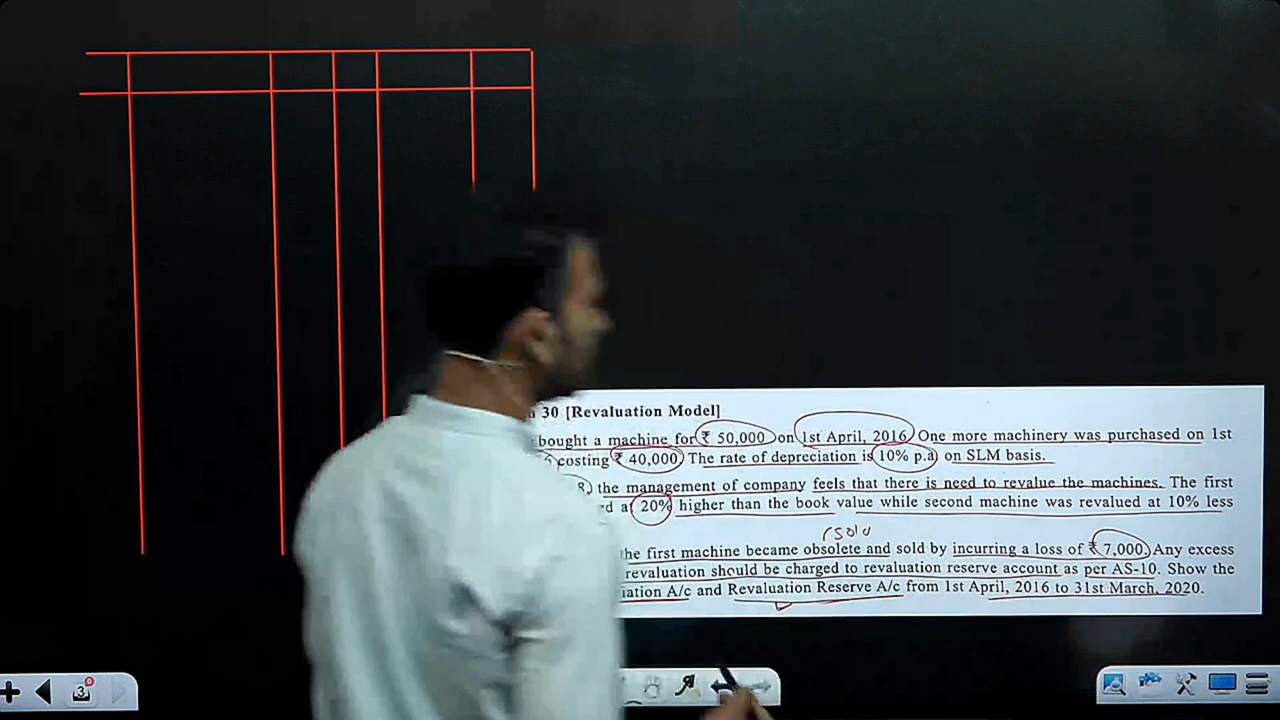 30 [Revaluation Model]
bought a machine for ₹ 50,000 on 1st April, 2016 One more machinery was purchased on 1st
costing ₹ 40,000. The rate of depreciation is 10% p.a. on SLM basis.
8, the management of company feels that there is need to revalue the machines. The first
at 20% higher than the book value while second machine was revalued at 10% less
(sold
the first machine became obsolete and sold by incurring a loss of ₹ 7,000. Any excess
revaluation should be charged to revaluation reserve account as per AS-10. Show the
iation A/c and Revaluation Reserve A/c from 1st April, 2016 to 31st March, 2020.
3
0